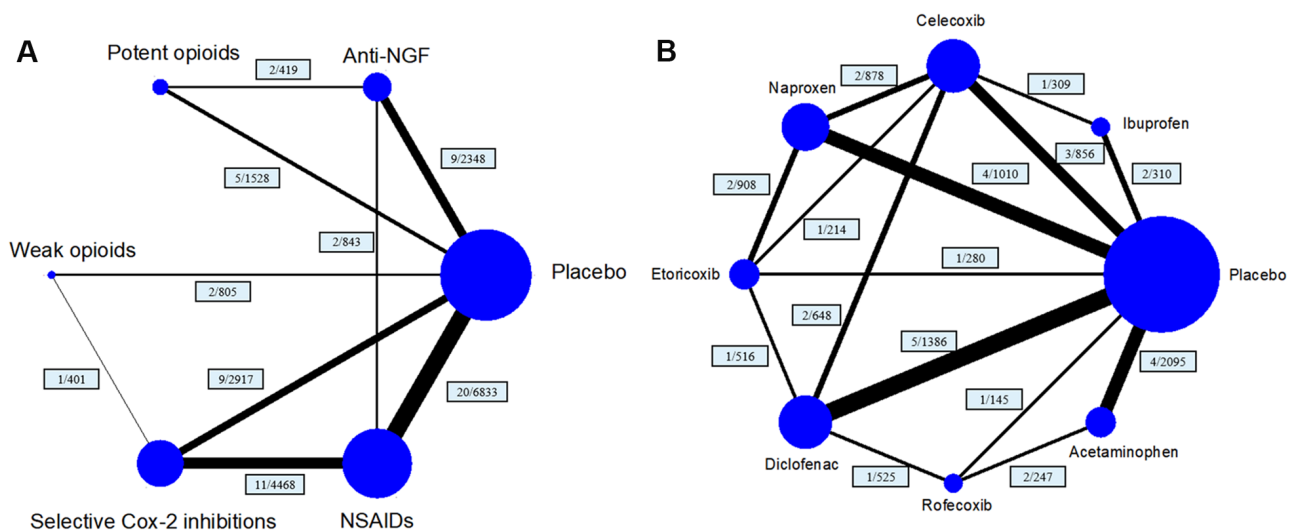 A
Potent opioids
Anti-NGF
2/419
9/2348
5/1528
Weak opioids
2/843
Placebo
2/805
1/401
9/2917
20/6833
11/4468
Selective Cox-2 inhibitions
NSAIDs
B
Celecoxib
2/878
1/309
Naproxen
Ibuprofen
3/856
4/1010
2/310
2/908
1/214
Etoricoxib
1/280
Placebo
2/648
5/1386
1/516
4/2095
1/145
Diclofenac
Acetaminophen
1/525
2/247
Rofecoxib